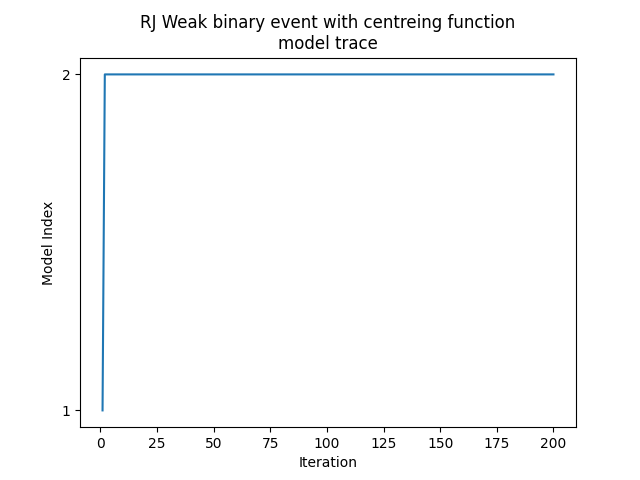 RJ Weak binary event with centreing function
model trace
2
Model Index
1
0 25 50 75 100 125 150 175 200
Iteration